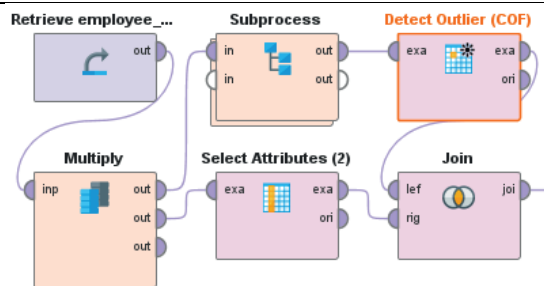 Retrieve employee_...
Subprocess
Detect Outlier (COF)
out
in
out
exa
exa
in
out
ori
Multiply
Select Attributes (2)
Join
inp
out
exa
exa
lef
joi
out
ori
rig
out